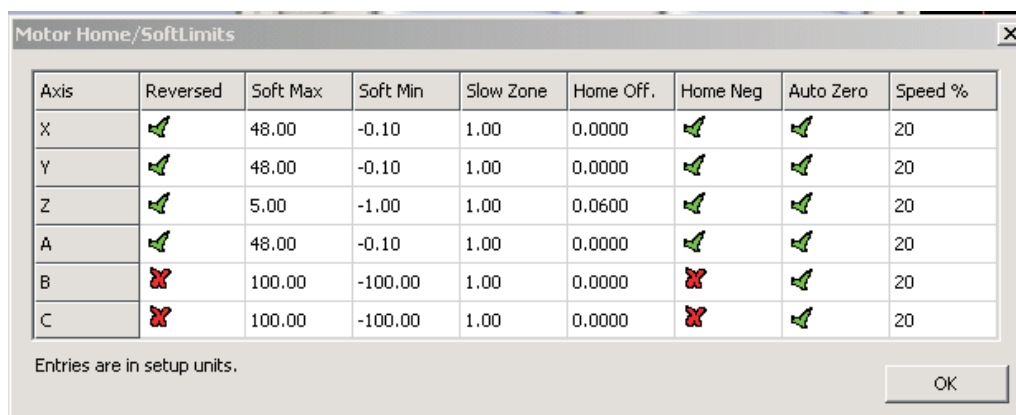 Motor Home/SoftLimits
Axis Reversed Soft Max Soft Min Slow Zone Home Off. Home Neg Auto Zero Speed %
X 48.00 -0.10 1.00 0.0000 20
Y 48.00 -0.10 1.00 0.0000 20
Z 5.00 -1.00 1.00 0.0600 20
A 48.00 -0.10 1.00 0.0000 20
B 100.00 -100.00 1.00 0.0000 20
C 100.00 -100.00 1.00 0.0000 20
Entries are in setup units.
OK